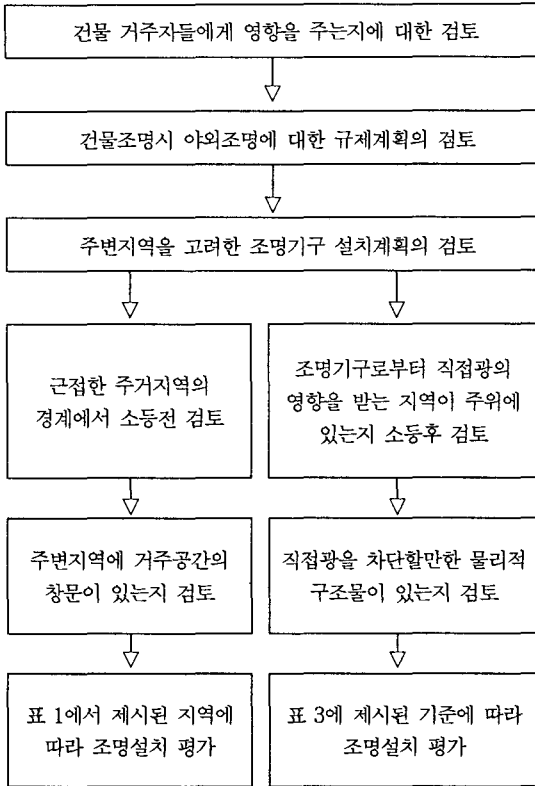 건물 거주자들에게 영향을 주는지에 대한 검토
건물조명시 야외조명에 대한 규제계획의 검토
주변지역을 고려한 조명기구 설치계획의 검토
근접한 주거지역의
경계에서 소등전 검토
주변지역에 거주공간의
창문이 있는지 검토
표 1에서 제시된 지역에
따라 조명설치 평가
조명기구로부터 직접광의
영향을 받는 지역이 주위에
있는지 소등후 검토
직접광을 차단할만한 물리적
구조물이 있는지 검토
표 3에 제시된 기준에 따라
조명설치 평가